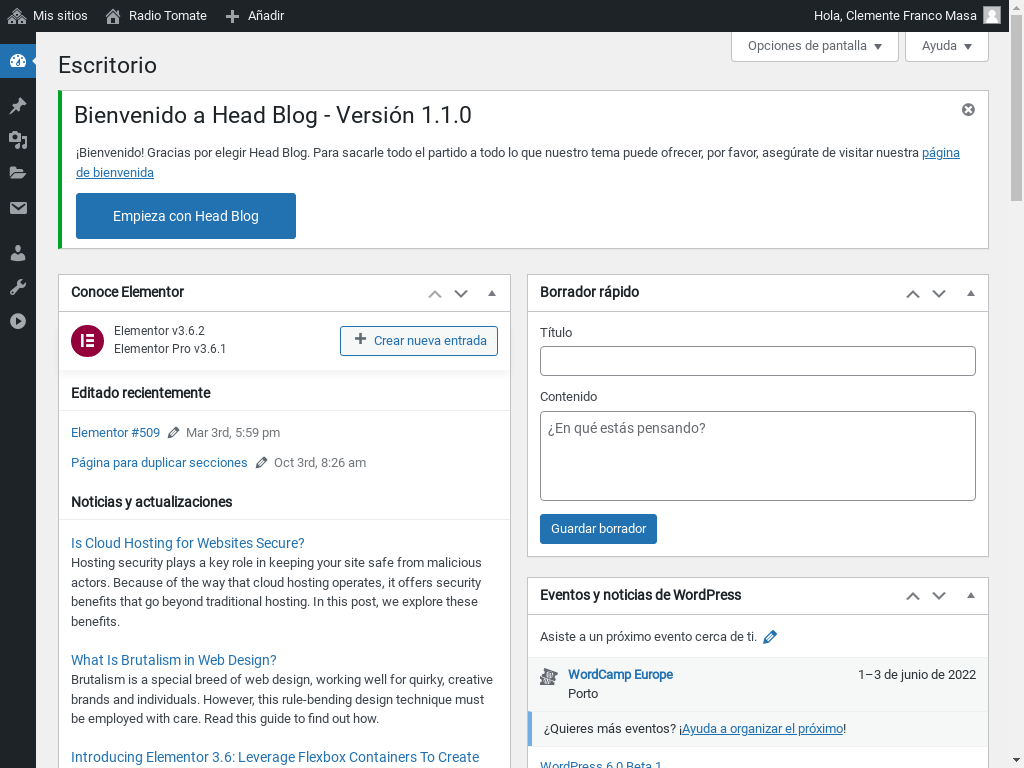 Mis sitios
Radio Tomate
Añadir
Hola, Clemente Franco Masa
Opciones de pantalla
Ayuda
Escritorio
Bienvenido a Head Blog - Versión 1.1.0
¡Bienvenido! Gracias por elegir Head Blog. Para sacarle todo el partido a todo lo que nuestro tema puede ofrecer, por favor, asegúrate de visitar nuestra página
de bienvenida
Empieza con Head Blog
Conoce Elementor
Elementor v3.6.2
Elementor Pro v3.6.1
Crear nueva entrada
Editado recientemente
Elementor #509 Mar 3rd, 5:59 pm
Página para duplicar secciones Oct 3rd, 8:26 am
Noticias y actualizaciones
Is Cloud Hosting for Websites Secure?
Hosting security plays a key role in keeping your site safe from malicious
actors. Because of the way that cloud hosting operates, it offers security
benefits that go beyond traditional hosting. In this post, we explore these
benefits.
What Is Brutalism in Web Design?
Brutalism is a special breed of web design, working well for quirky, creative
brands and individuals. However, this rule-bending design technique must
be employed with care. Read this guide to find out how.
Introducing Elementor 3.6: Leverage Flexbox Containers To Create
Borrador rápido
Título
Contenido
¿En qué estás pensando?
Guardar borrador
Eventos y noticias de WordPress
Asiste a un próximo evento cerca de ti.
WordCamp Europe
1–3 de junio de 2022
Porto
¿Quieres más eventos? ¡Ayuda a organizar el próximo!
WordPress 6.0 Beta 1